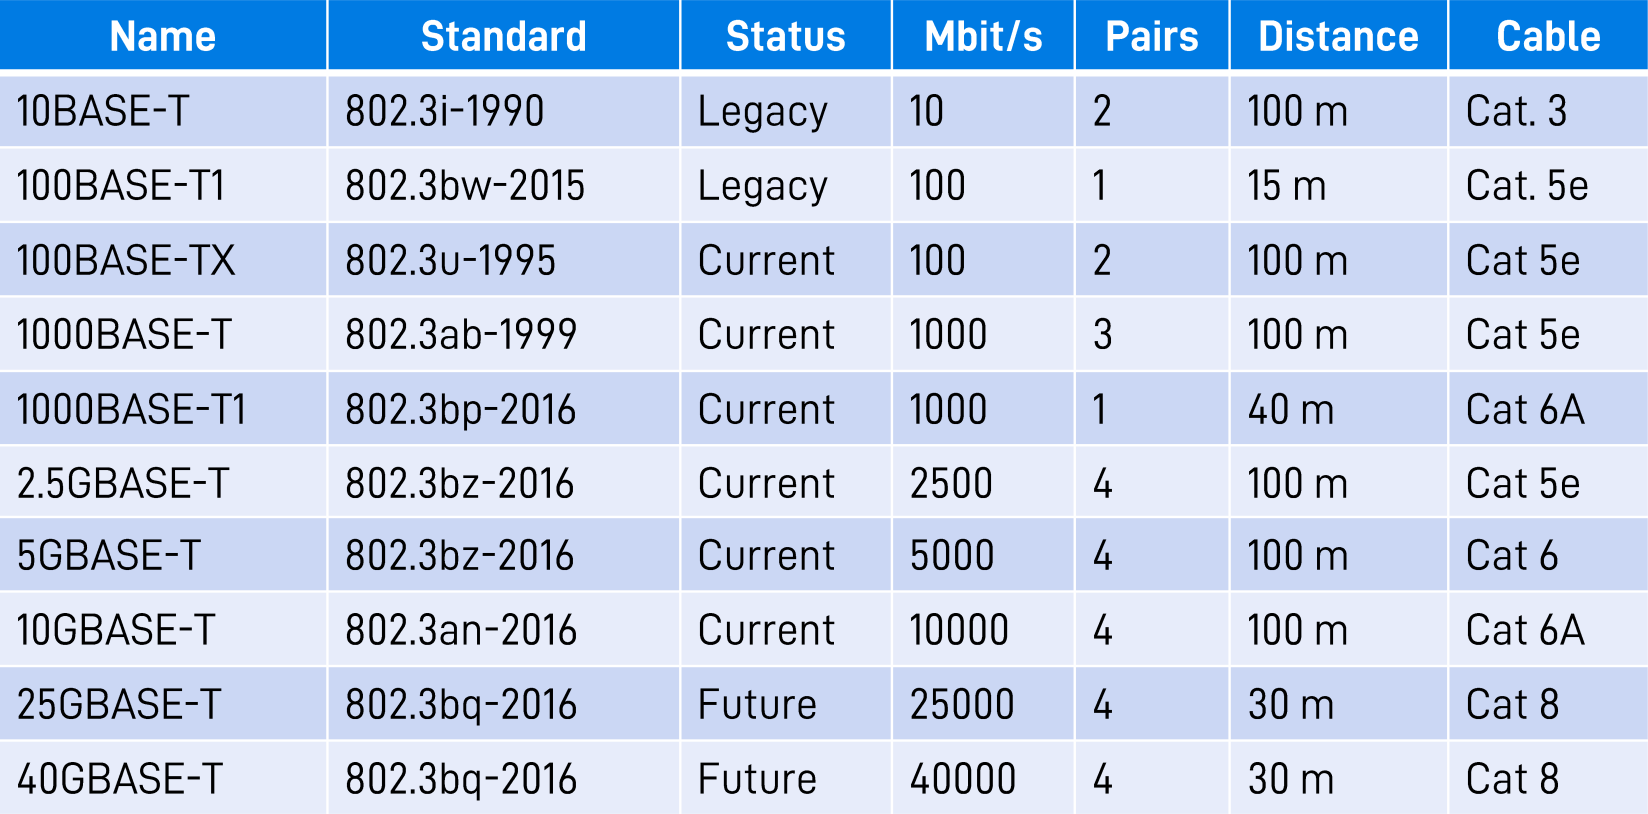 Name Standard Status Mbit/s Pairs Distance Cable
10BASE-T 802.3i-1990 Legacy 10 2 100 m Cat. 3
100BASE-T1 802.3bw-2015 Legacy 100 1 15 m Cat. 5e
100BASE-TX 802.3u-1995 Current 100 2 100 m Cat 5e
1000BASE-T 802.3ab-1999 Current 1000 3 100 m Cat 5e
1000BASE-T1 802.3bp-2016 Current 1000 1 40 m Cat 6A
2.5GBASE-T 802.3bz-2016 Current 2500 4 100 m Cat 5e
5GBASE-T 802.3bz-2016 Current 5000 4 100 m Cat 6
10GBASE-T 802.3an-2016 Current 10000 4 100 m Cat 6A
25GBASE-T 802.3bq-2016 Future 25000 4 30 m Cat 8
40GBASE-T 802.3bq-2016 Future 40000 4 30 m Cat 8